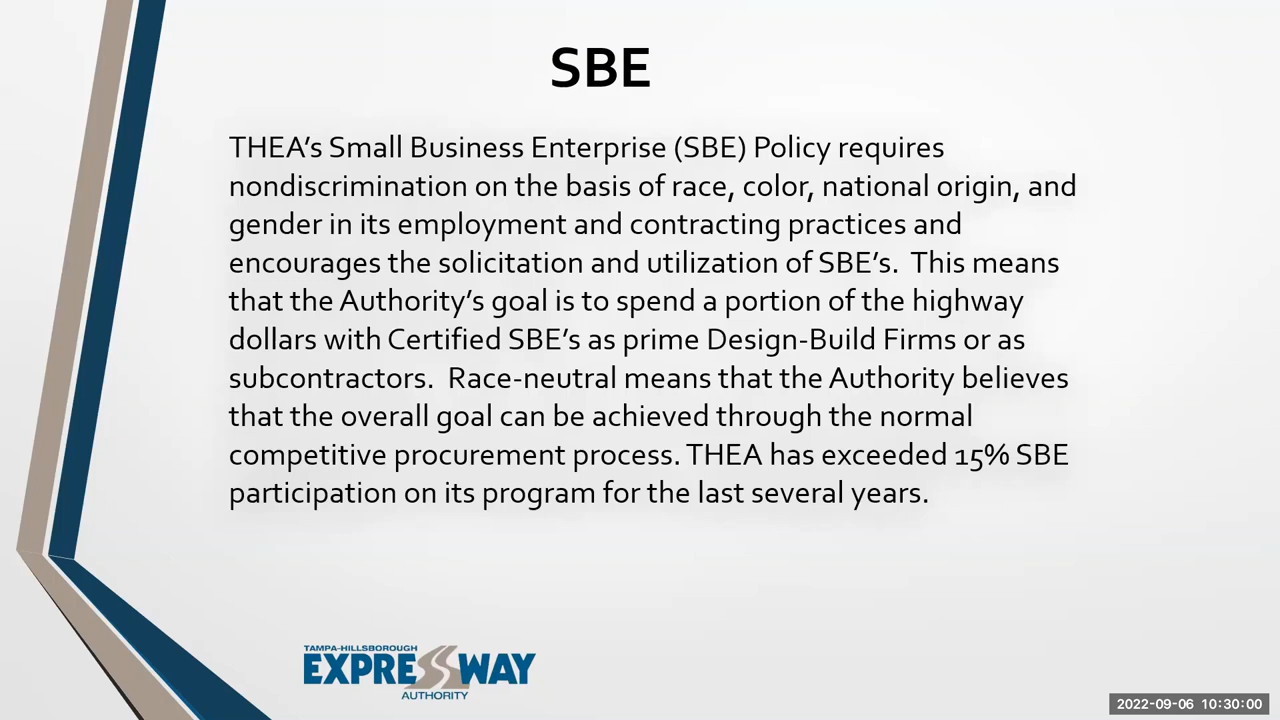 SBE
THEA’s Small Business Enterprise (SBE) Policy requires
nondiscrimination on the basis of race, color, national origin, and
gender in its employment and contracting practices and
encourages the solicitation and utilization of SBE’s.  This means
that the Authority’s goal is to spend a portion of the highway
dollars with Certified SBE’s as prime Design-Build Firms or as
subcontractors.  Race-neutral means that the Authority believes
that the overall goal can be achieved through the normal
competitive procurement process. THEA has exceeded 15% SBE
participation on its program for the last several years.
TAMPA-HILLSBOROUGH
EXPRESSWAY
AUTHORITY
2022-09-06 10:30:00